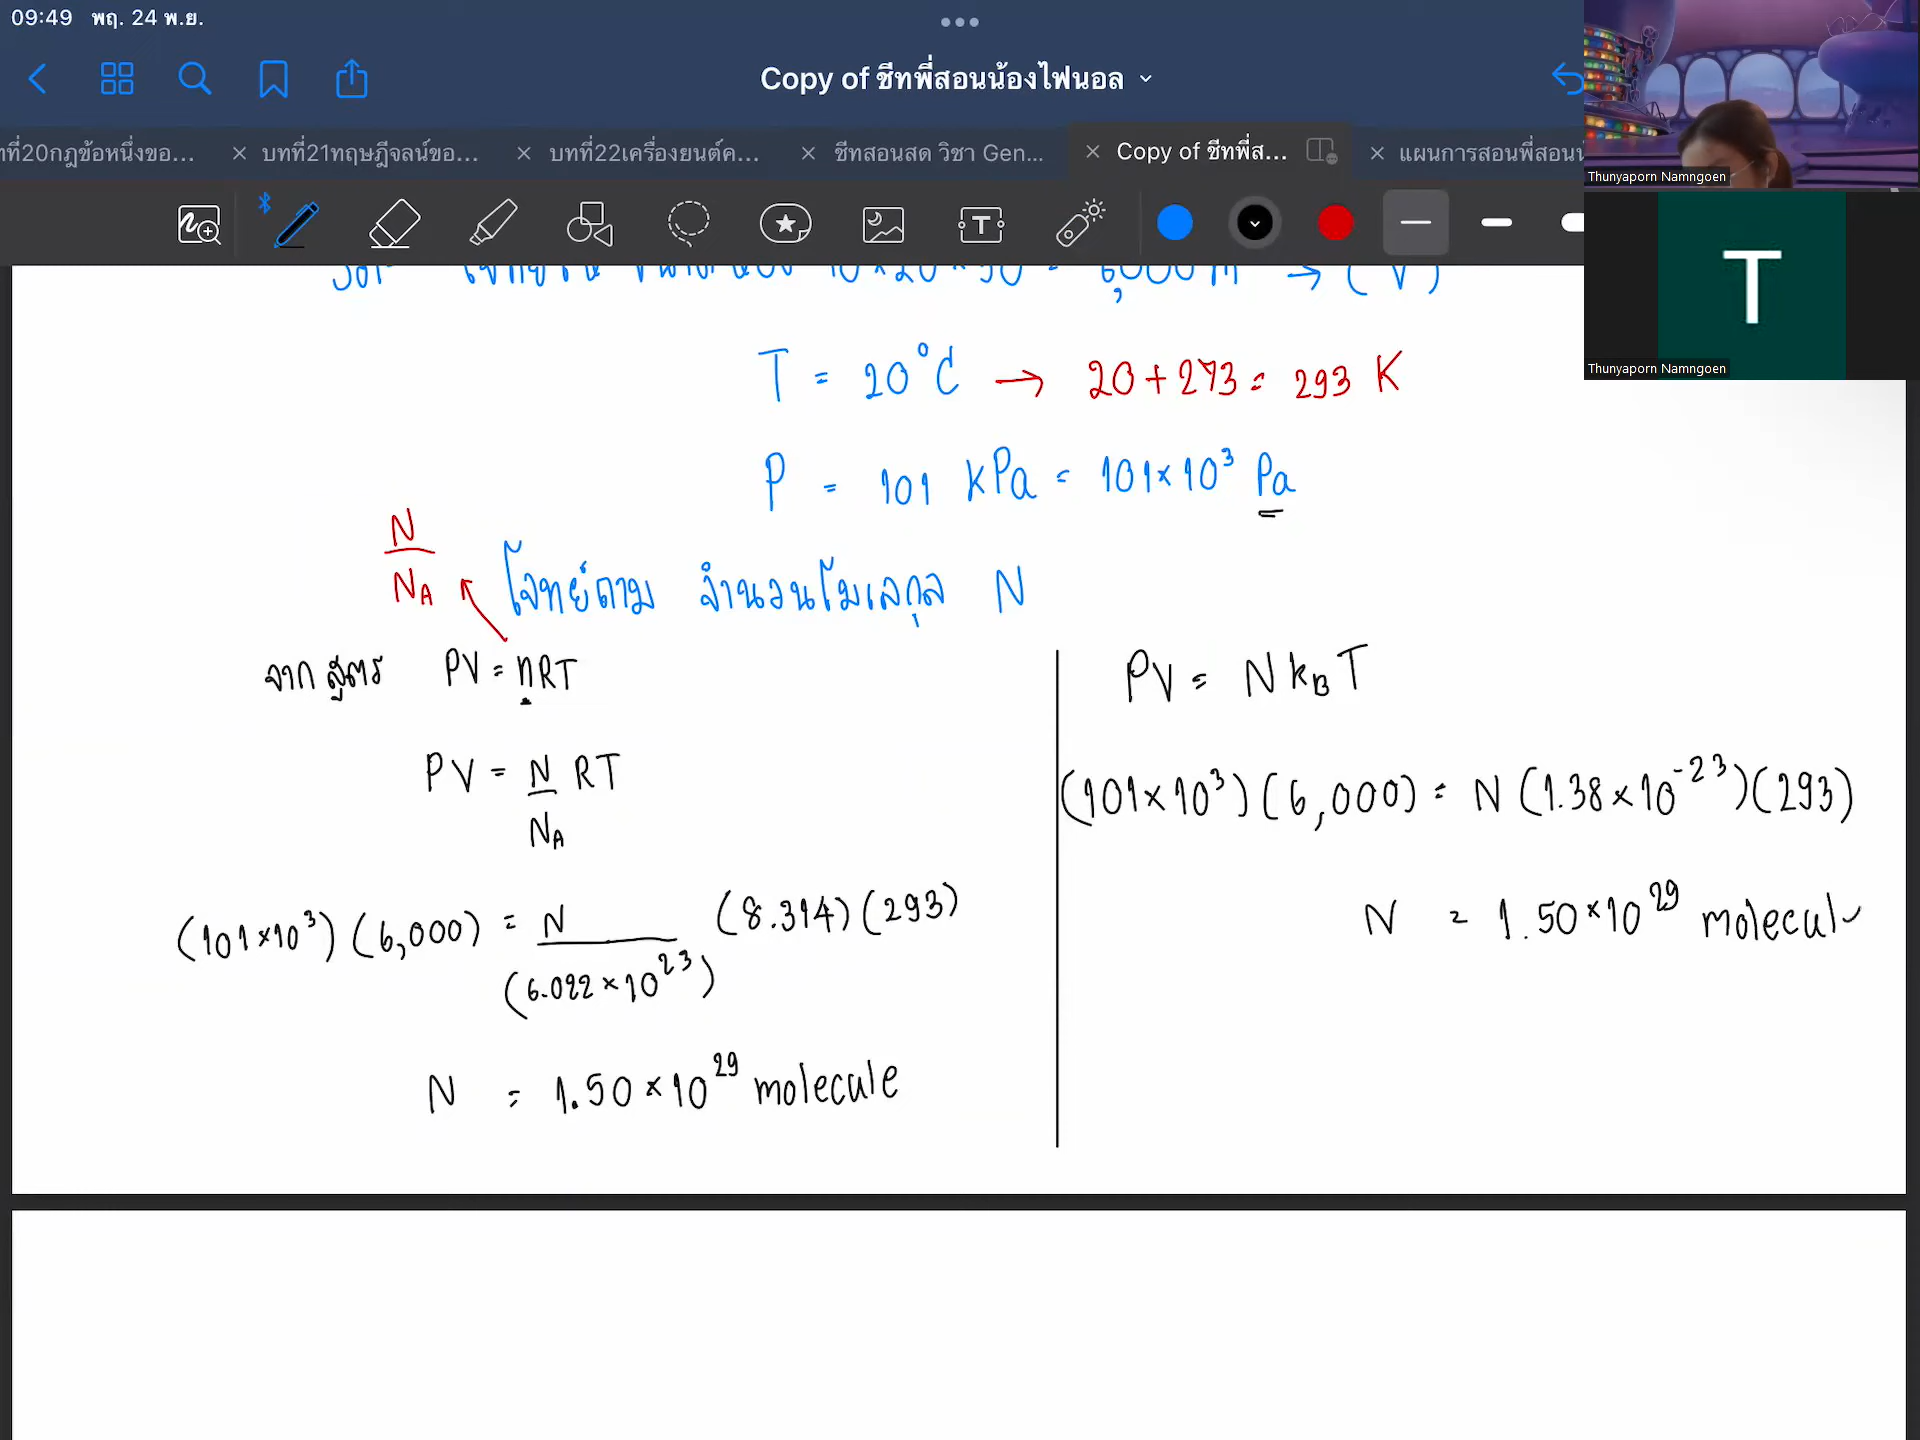 09:49 พฤ. 24 พ.ย.
Copy of ชีทพี่สอนน้องไฟนอล
ที่20กฎข้อหนึ่งขอ... บทที่21ทฤษฎีจลน์ขอ... บทที่22เครื่องยนต์ค... ชีทสอนสด วิชา Gen... Copy of ชีทพี่ส... แผนการสอนพี่สอน
Thunyaporn Namngoen
T
Thunyaporn Namngoen
10×20×30 = 6,000 m → (V)
T = 20°C → 20+273 = 293 K
P = 101 kPa = 101×10³ Pa
N
NA
โจทย์ถาม จำนวนโมเลกุล N
จากสูตร PV = nRT
PV = N RT
NA
(101×10³)(6,000) = N (8.314)(293)
(6.022×10²³)
N = 1.50×10²⁹ molecule
PV = NkBT
(101×10³)(6,000) = N(1.38×10⁻²³)(293)
N = 1.50×10²⁹ molecul